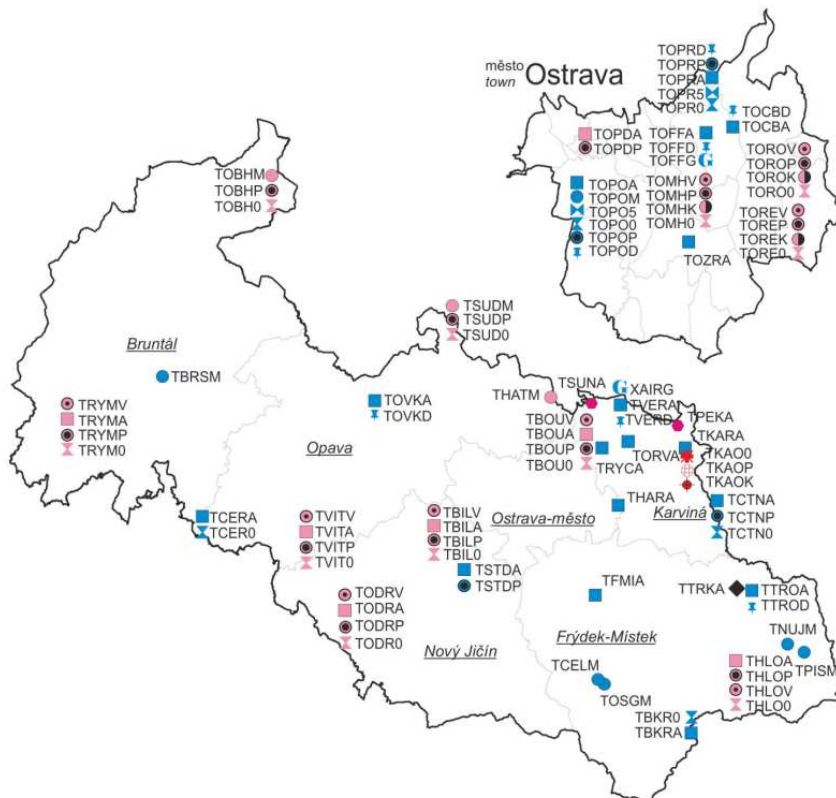 město
town
Ostrava
TOPRD
TOPRP
TOPRA
TOPR5
TOPR0
TOCBD
TOCBA
TOPDA
TOPDP
TOFFA
TOFFD
TOFFG
G
TOROV
TOROP
TOROK
TORO0
TOPOA
TOPOM
TOPO5
TOPO0
TOPOP
TOPOD
TOMHV
TOMHP
TOMHK
TOMH0
TOREV
TOREP
TOREK
TORE0
TOZRA
TOBHM
TOBHP
TOBH0
TSUDM
TSUDP
TSUD0
Bruntál
TBRSM
TRYMV
TRYMA
TRYMP
TRYM0
TOVKA
TOVKD
Opava
THATM
TSUNA
G
XAIRG
TVERA
TVERD
TPEKA
TBOUV
TBOUA
TBOUP
TBOU0
TORVA
TRYCA
TKARA
TKAO0
TKAOP
TKAOK
THARA
Karviná
TCTNA
TCTNP
TCTN0
TCERA
TCER0
TVITV
TVITA
TVITP
TVIT0
TBILV
TBILA
TBILP
TBIL0
Ostrava-město
TSTDA
TSTDP
TODRV
TODRA
TODRP
TODR0
Nový Jičín
TFMIA
TTRKA
TTROA
TTROD
Frýdek-Místek
TNUJM
TPISM
TCELM
TOSGM
THLOA
THLOP
THLOV
THLO0
TBKR0
TBKRA